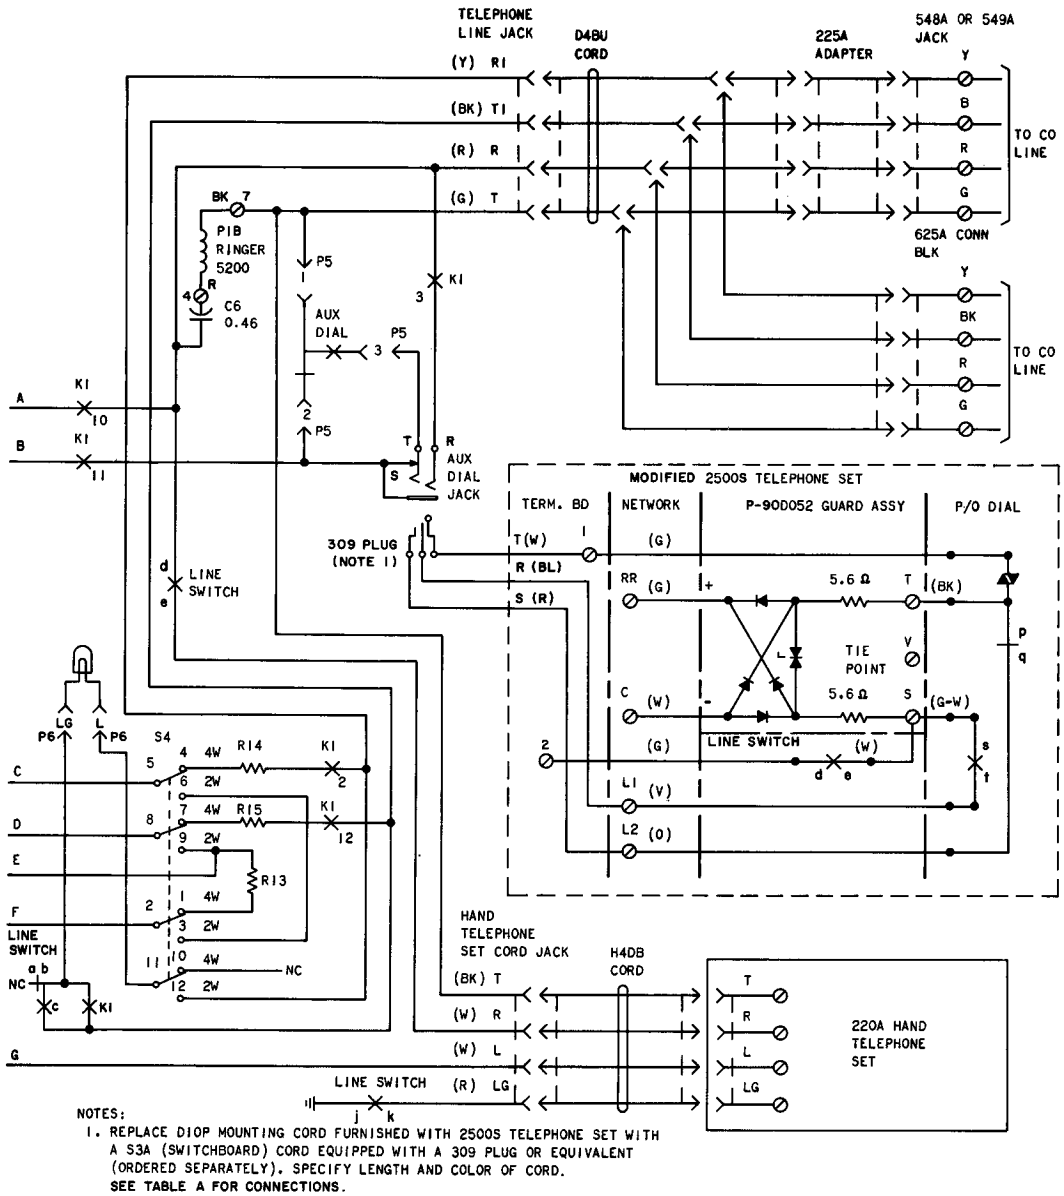 TELEPHONE
LINE JACK
D4BU
CORD
225A
ADAPTER
548A OR 549A
JACK
(Y) R1
Y
(BK) T1
B
TO CO
LINE
(R) R
R
(G) T
G
BK 7
P1B
RINGER
5200
R
4
C6
0.46
P5
1
K1
3
AUX
DIAL
P5
3
2
P5
625A CONN
BLK
Y
BK
R
G
TO CO
LINE
A
K1
10
B
K1
11
T
R
S
AUX
DIAL
JACK
309 PLUG
(NOTE 1)
d
e
LINE
SWITCH
MODIFIED 2500S TELEPHONE SET
TERM. BD
NETWORK
P-90D052 GUARD ASSY
P/O DIAL
T(W)
1
(G)
R (BL)
RR
(G)
+
5.6 Ω
T
(BK)
S (R)
L
TIE
POINT
V
p
q
C
(W)
-
5.6 Ω
S
(G-W)
LINE SWITCH
2
(G)
d
e
(W)
s
t
L1
(V)
L2
(O)
LG
L
P6
P6
S4
C
5
4
4W
R14
K1
2
6
2W
D
8
7
4W
R15
K1
12
9
2W
E
R13
F
2
1
4W
3
2W
LINE
SWITCH
NC
a b
c
K1
11
10
4W
NC
12
2W
G
HAND
TELEPHONE
SET CORD JACK
H4DB
CORD
(BK) T
T
(W) R
R
(W) L
L
(R) LG
LG
220A HAND
TELEPHONE
SET
LINE SWITCH
j
k
NOTES:
1. REPLACE D10P MOUNTING CORD FURNISHED WITH 2500S TELEPHONE SET WITH
A S3A (SWITCHBOARD) CORD EQUIPPED WITH A 309 PLUG OR EQUIVALENT
(ORDERED SEPARATELY). SPECIFY LENGTH AND COLOR OF CORD.
SEE TABLE A FOR CONNECTIONS.